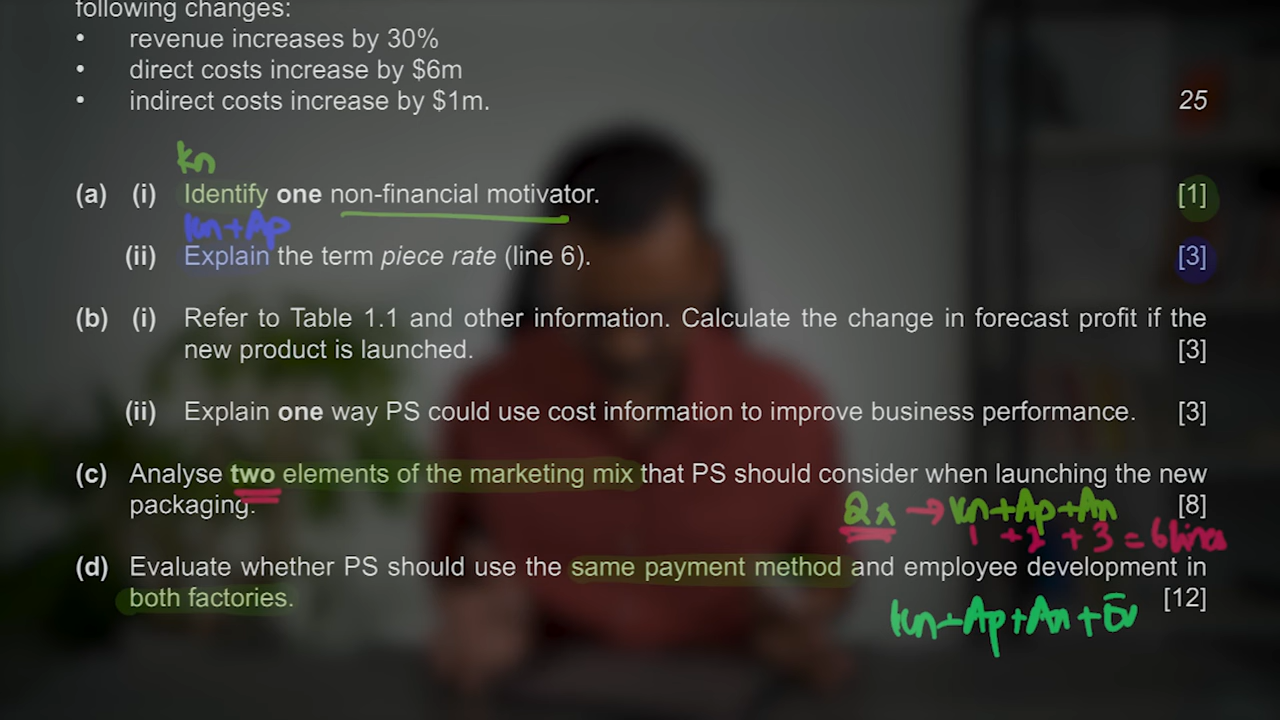 following changes:
• revenue increases by 30%
• direct costs increase by $6m
• indirect costs increase by $1m. 25
Kn
(a) (i) Identify one non-financial motivator. [1]
Kn+Ap
(ii) Explain the term piece rate (line 6). [3]
(b) (i) Refer to Table 1.1 and other information. Calculate the change in forecast profit if the
new product is launched. [3]
(ii) Explain one way PS could use cost information to improve business performance. [3]
(c) Analyse two elements of the marketing mix that PS should consider when launching the new
packaging. [8]
2x → Kn+Ap+An
1 + 2 + 3 = 6 lines
(d) Evaluate whether PS should use the same payment method and employee development in
both factories. [12]
Kn+Ap+An+Ev